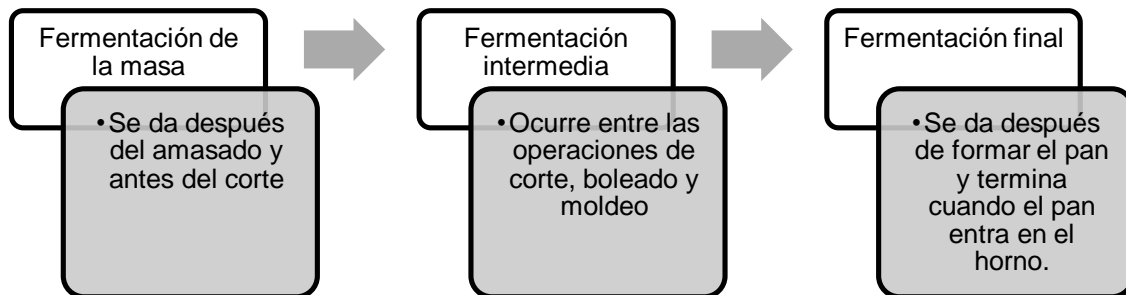 Fermentación de
la masa
•Se da después
del amasado y
antes del corte
Fermentación
intermedia
•Ocurre entre las
operaciones de
corte, boleado y
moldeo
Fermentación final
•Se da después
de formar el pan
y termina
cuando el pan
entra en el
horno.